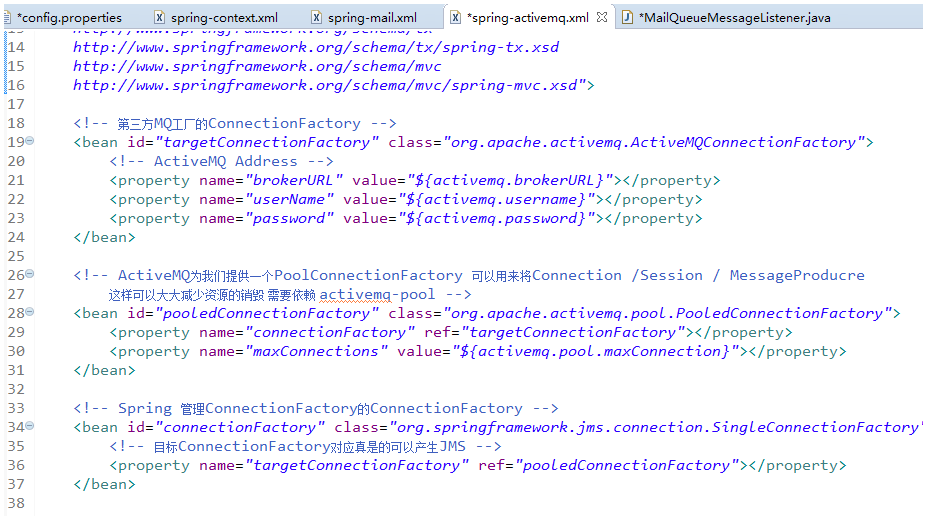 *config.properties spring-context.xml spring-mail.xml *spring-activemq.xml *MailQueueMessageListener.java
13 http://www.springframework.org/schema/tx
14 http://www.springframework.org/schema/tx/spring-tx.xsd
15 http://www.springframework.org/schema/mvc
16 http://www.springframework.org/schema/mvc/spring-mvc.xsd">
17
18 <!-- 第三方MQ工厂的ConnectionFactory -->
19 <bean id="targetConnectionFactory" class="org.apache.activemq.ActiveMQConnectionFactory">
20 <!-- ActiveMQ Address -->
21 <property name="brokerURL" value="${activemq.brokerURL}"></property>
22 <property name="userName" value="${activemq.username}"></property>
23 <property name="password" value="${activemq.password}"></property>
24 </bean>
25
26 <!-- ActiveMQ为我们提供一个PoolConnectionFactory 可以用来将Connection /Session / MessageProducre
27 这样可以大大减少资源的销毁 需要依赖 activemq-pool -->
28 <bean id="pooledConnectionFactory" class="org.apache.activemq.pool.PooledConnectionFactory">
29 <property name="connectionFactory" ref="targetConnectionFactory"></property>
30 <property name="maxConnections" value="${activemq.pool.maxConnection}"></property>
31 </bean>
32
33 <!-- Spring 管理ConnectionFactory的ConnectionFactory -->
34 <bean id="connectionFactory" class="org.springframework.jms.connection.SingleConnectionFactory"
35 <!-- 目标ConnectionFactory对应真是的可以产生JMS -->
36 <property name="targetConnectionFactory" ref="pooledConnectionFactory"></property>
37 </bean>
38